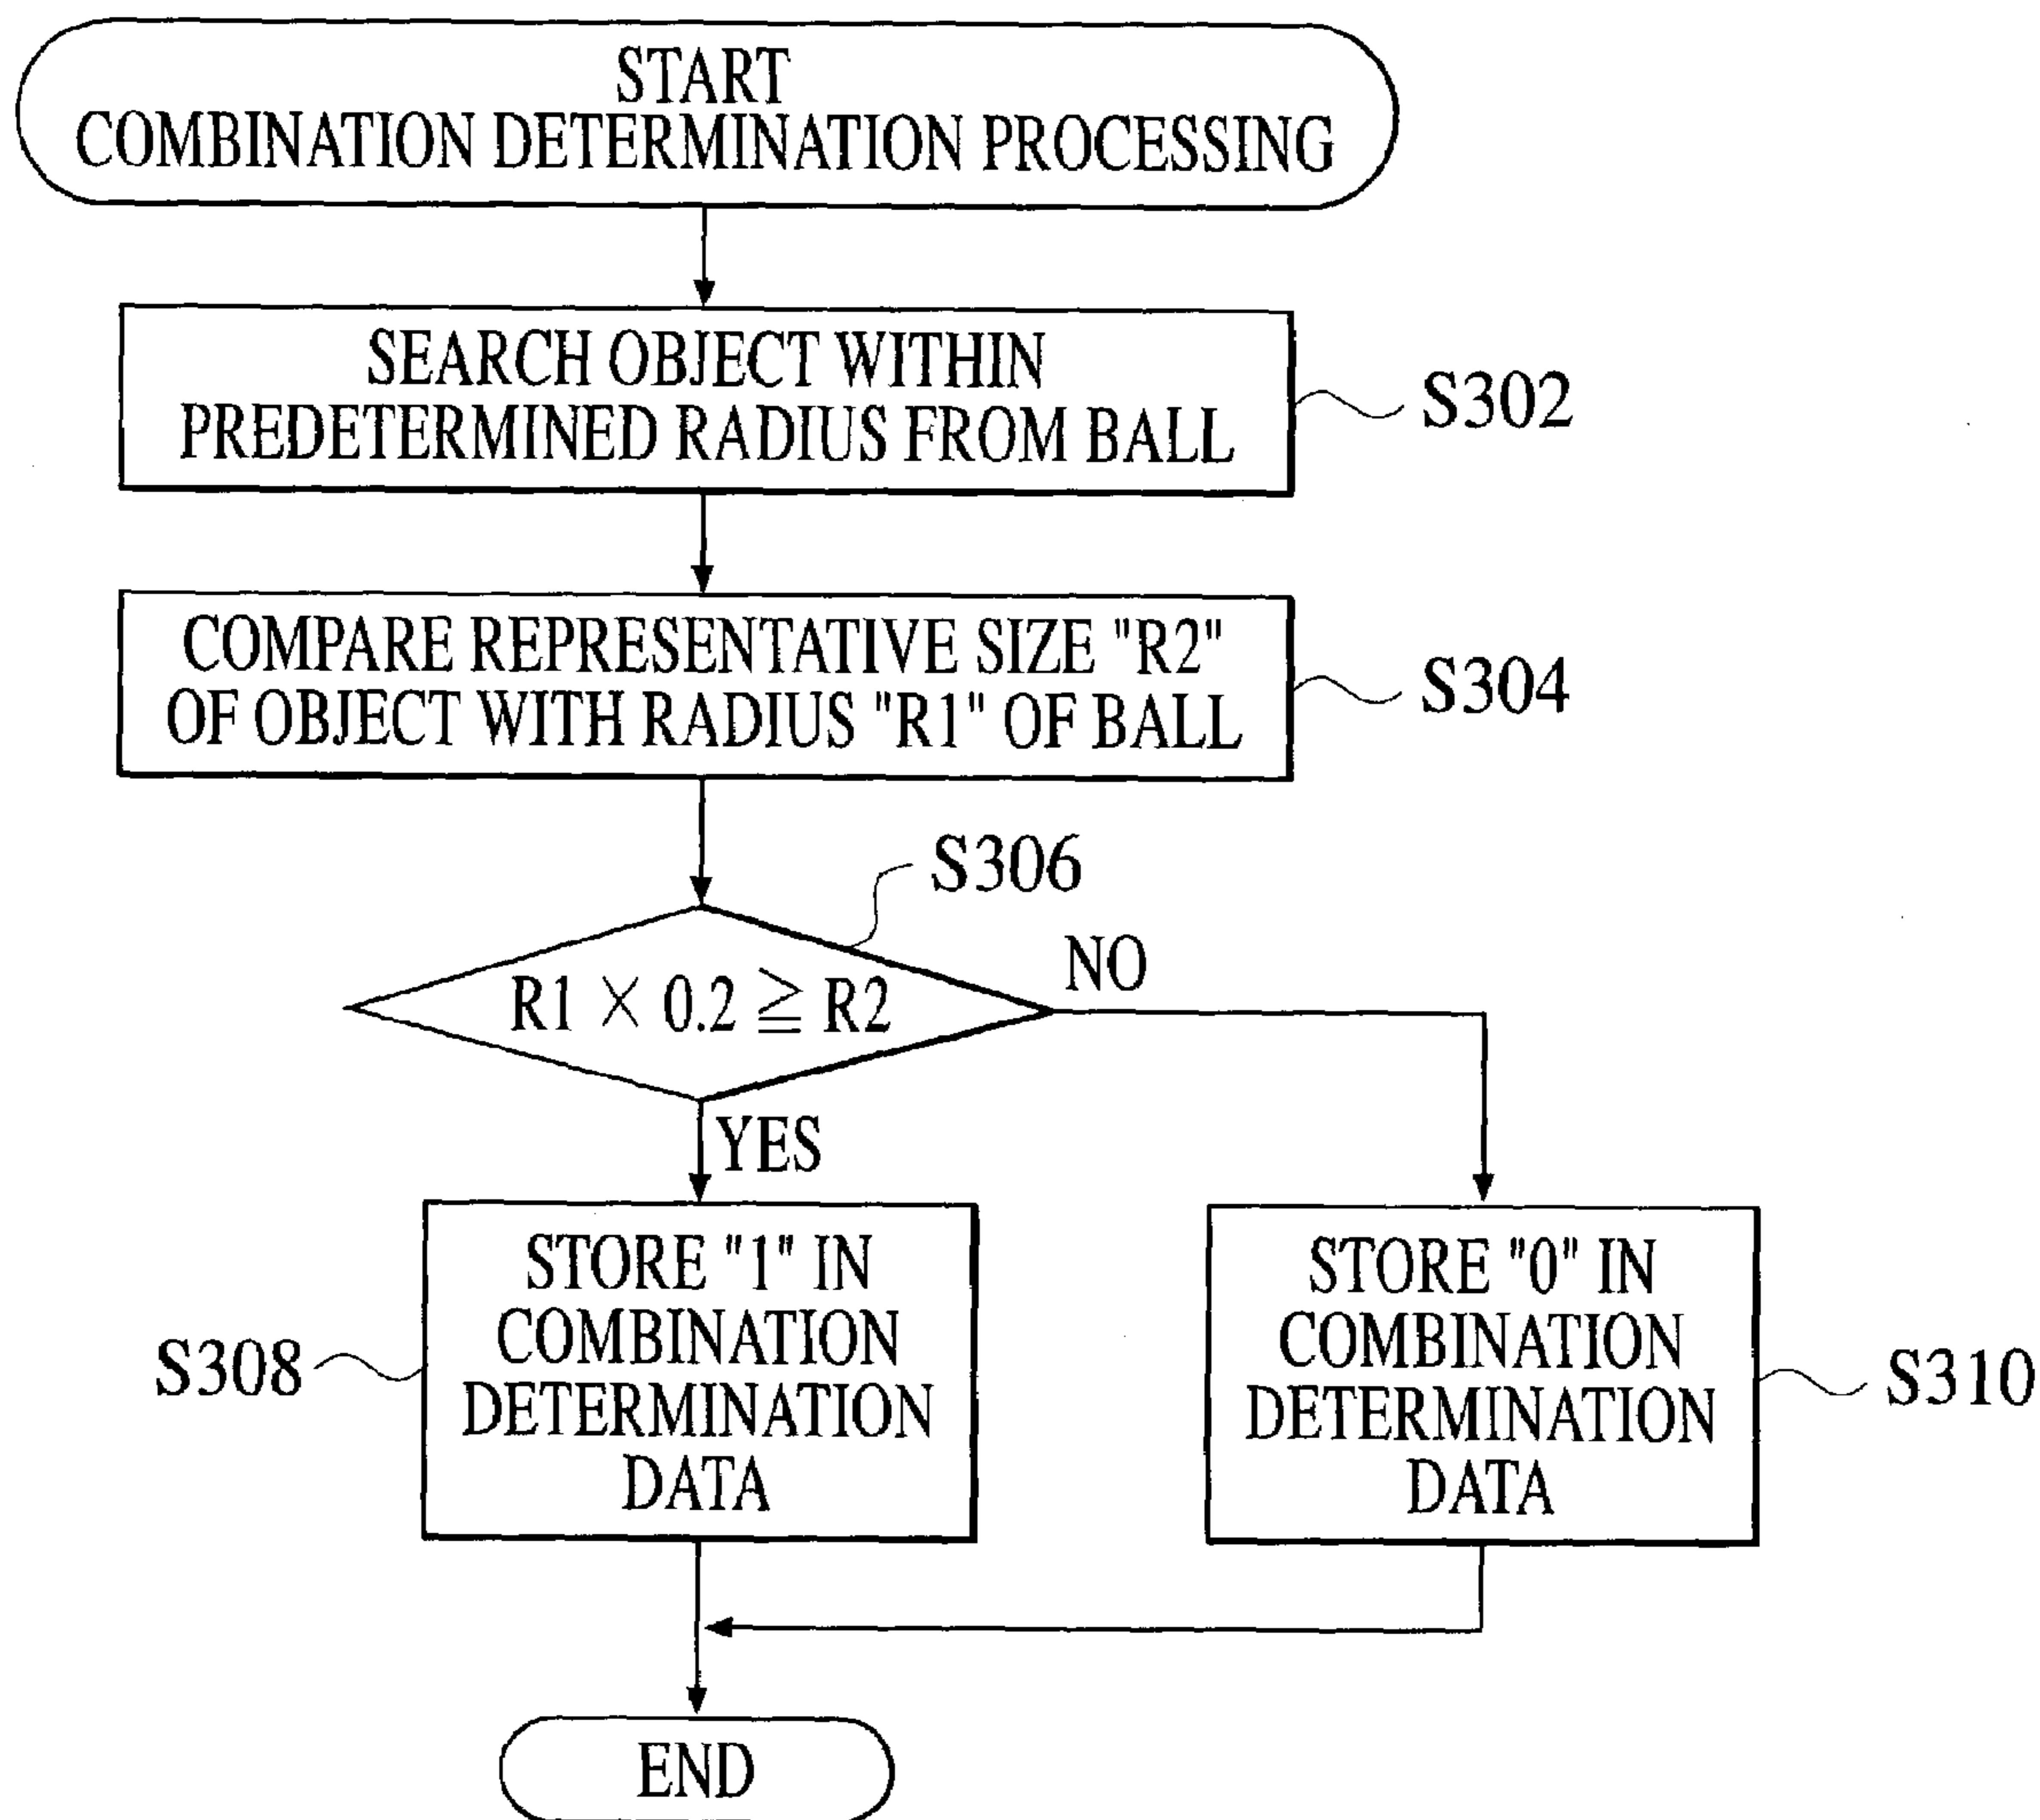 START
COMBINATION DETERMINATION PROCESSING
SEARCH OBJECT WITHIN
PREDETERMINED RADIUS FROM BALL
S302
COMPARE REPRESENTATIVE SIZE "R2"
OF OBJECT WITH RADIUS "R1" OF BALL
S304
S306
R1 × 0.2 ≧ R2
NO
YES
STORE "1" IN
COMBINATION
DETERMINATION
DATA
S308
STORE "0" IN
COMBINATION
DETERMINATION
DATA
S310
END